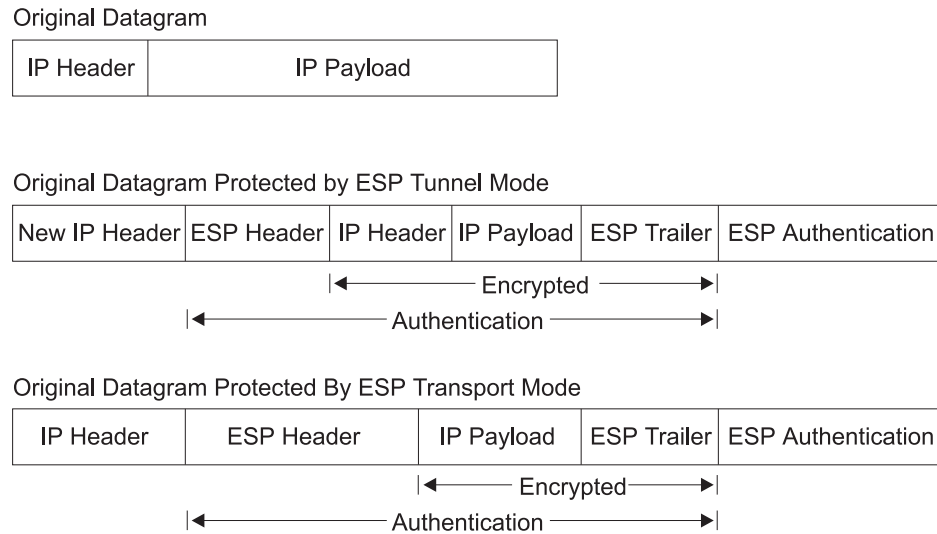 Original Datagram
IP Header IP Payload
Original Datagram Protected by ESP Tunnel Mode
New IP Header ESP Header IP Header IP Payload ESP Trailer ESP Authentication
Encrypted
Authentication
Original Datagram Protected By ESP Transport Mode
IP Header ESP Header IP Payload ESP Trailer ESP Authentication
Encrypted
Authentication